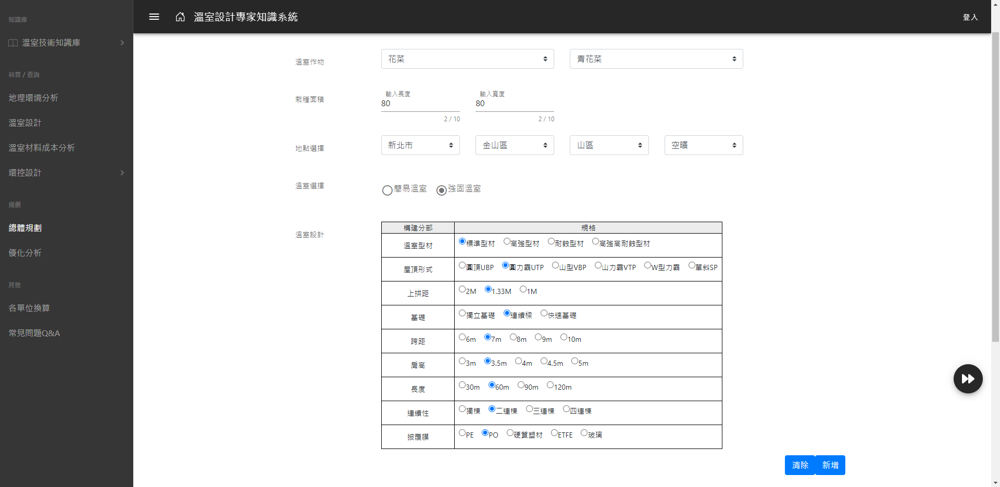 知識庫
溫室技術知識庫
科普 / 查詢
地理環境分析
溫室設計
溫室材料成本分析
環控設計
規劃
總體規劃
優化分析
其他
各單位換算
常見問題Q&A
溫室設計專家知識系統
登入
溫室作物
花菜
青花菜
栽種面積
輸入長度
80
2 / 10
輸入寬度
80
2 / 10
地點選擇
新北市
金山區
山區
空曠
溫室選擇
簡易溫室
強固溫室
溫室設計
構建分部 規格
溫室型材 標準型材 高強型材 耐蝕型材 高強高耐蝕型材
屋頂形式 圓頂UBP 圓力霸UTP 山型VBP 山力霸VTP W型力霸 單斜SP
上拱距 2M 1.33M 1M
基礎 獨立基礎 連續樑 快速基礎
跨距 6m 7m 8m 9m 10m
肩高 3m 3.5m 4m 4.5m 5m
長度 30m 60m 90m 120m
連續性 獨棟 二連棟 三連棟 四連棟
披覆膜 PE PO 硬質塑材 ETFE 玻璃
清除
新增